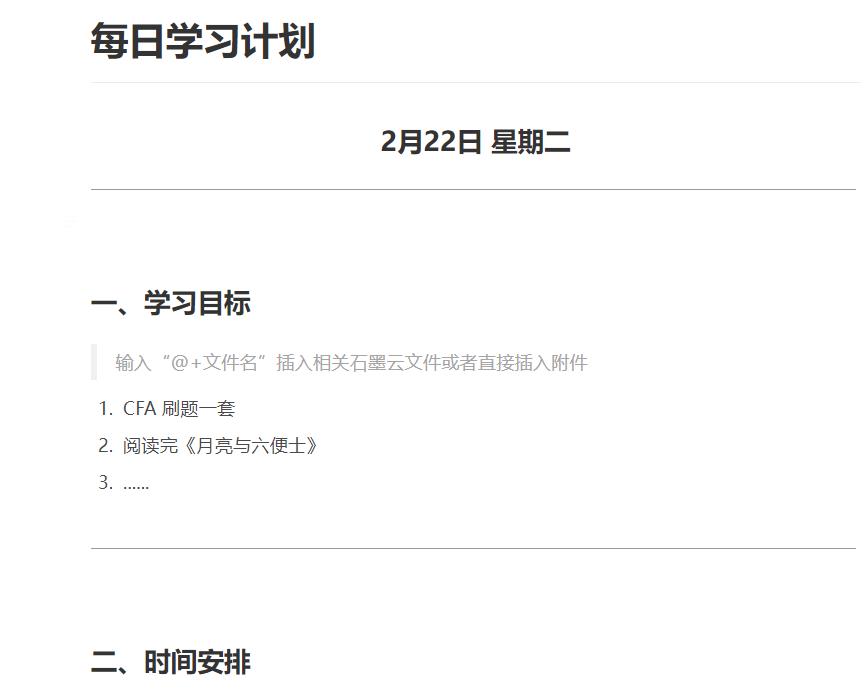 每日学习计划
2月22日 星期二
一、学习目标
输入“@+文件名”插入相关石墨云文件或者直接插入附件
1. CFA 刷题一套
2. 阅读完《月亮与六便士》
3. ......
二、时间安排